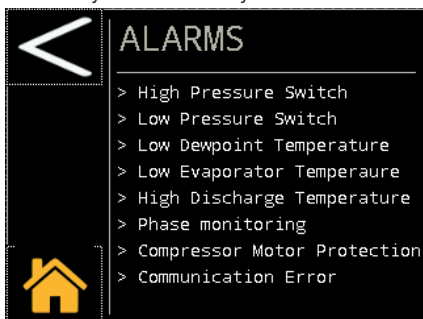 ALARMS
> High Pressure Switch
> Low Pressure Switch
> Low Dewpoint Temperature
> Low Evaporator Temperaure
> High Discharge Temperature
> Phase monitoring
> Compressor Motor Protection
> Communication Error